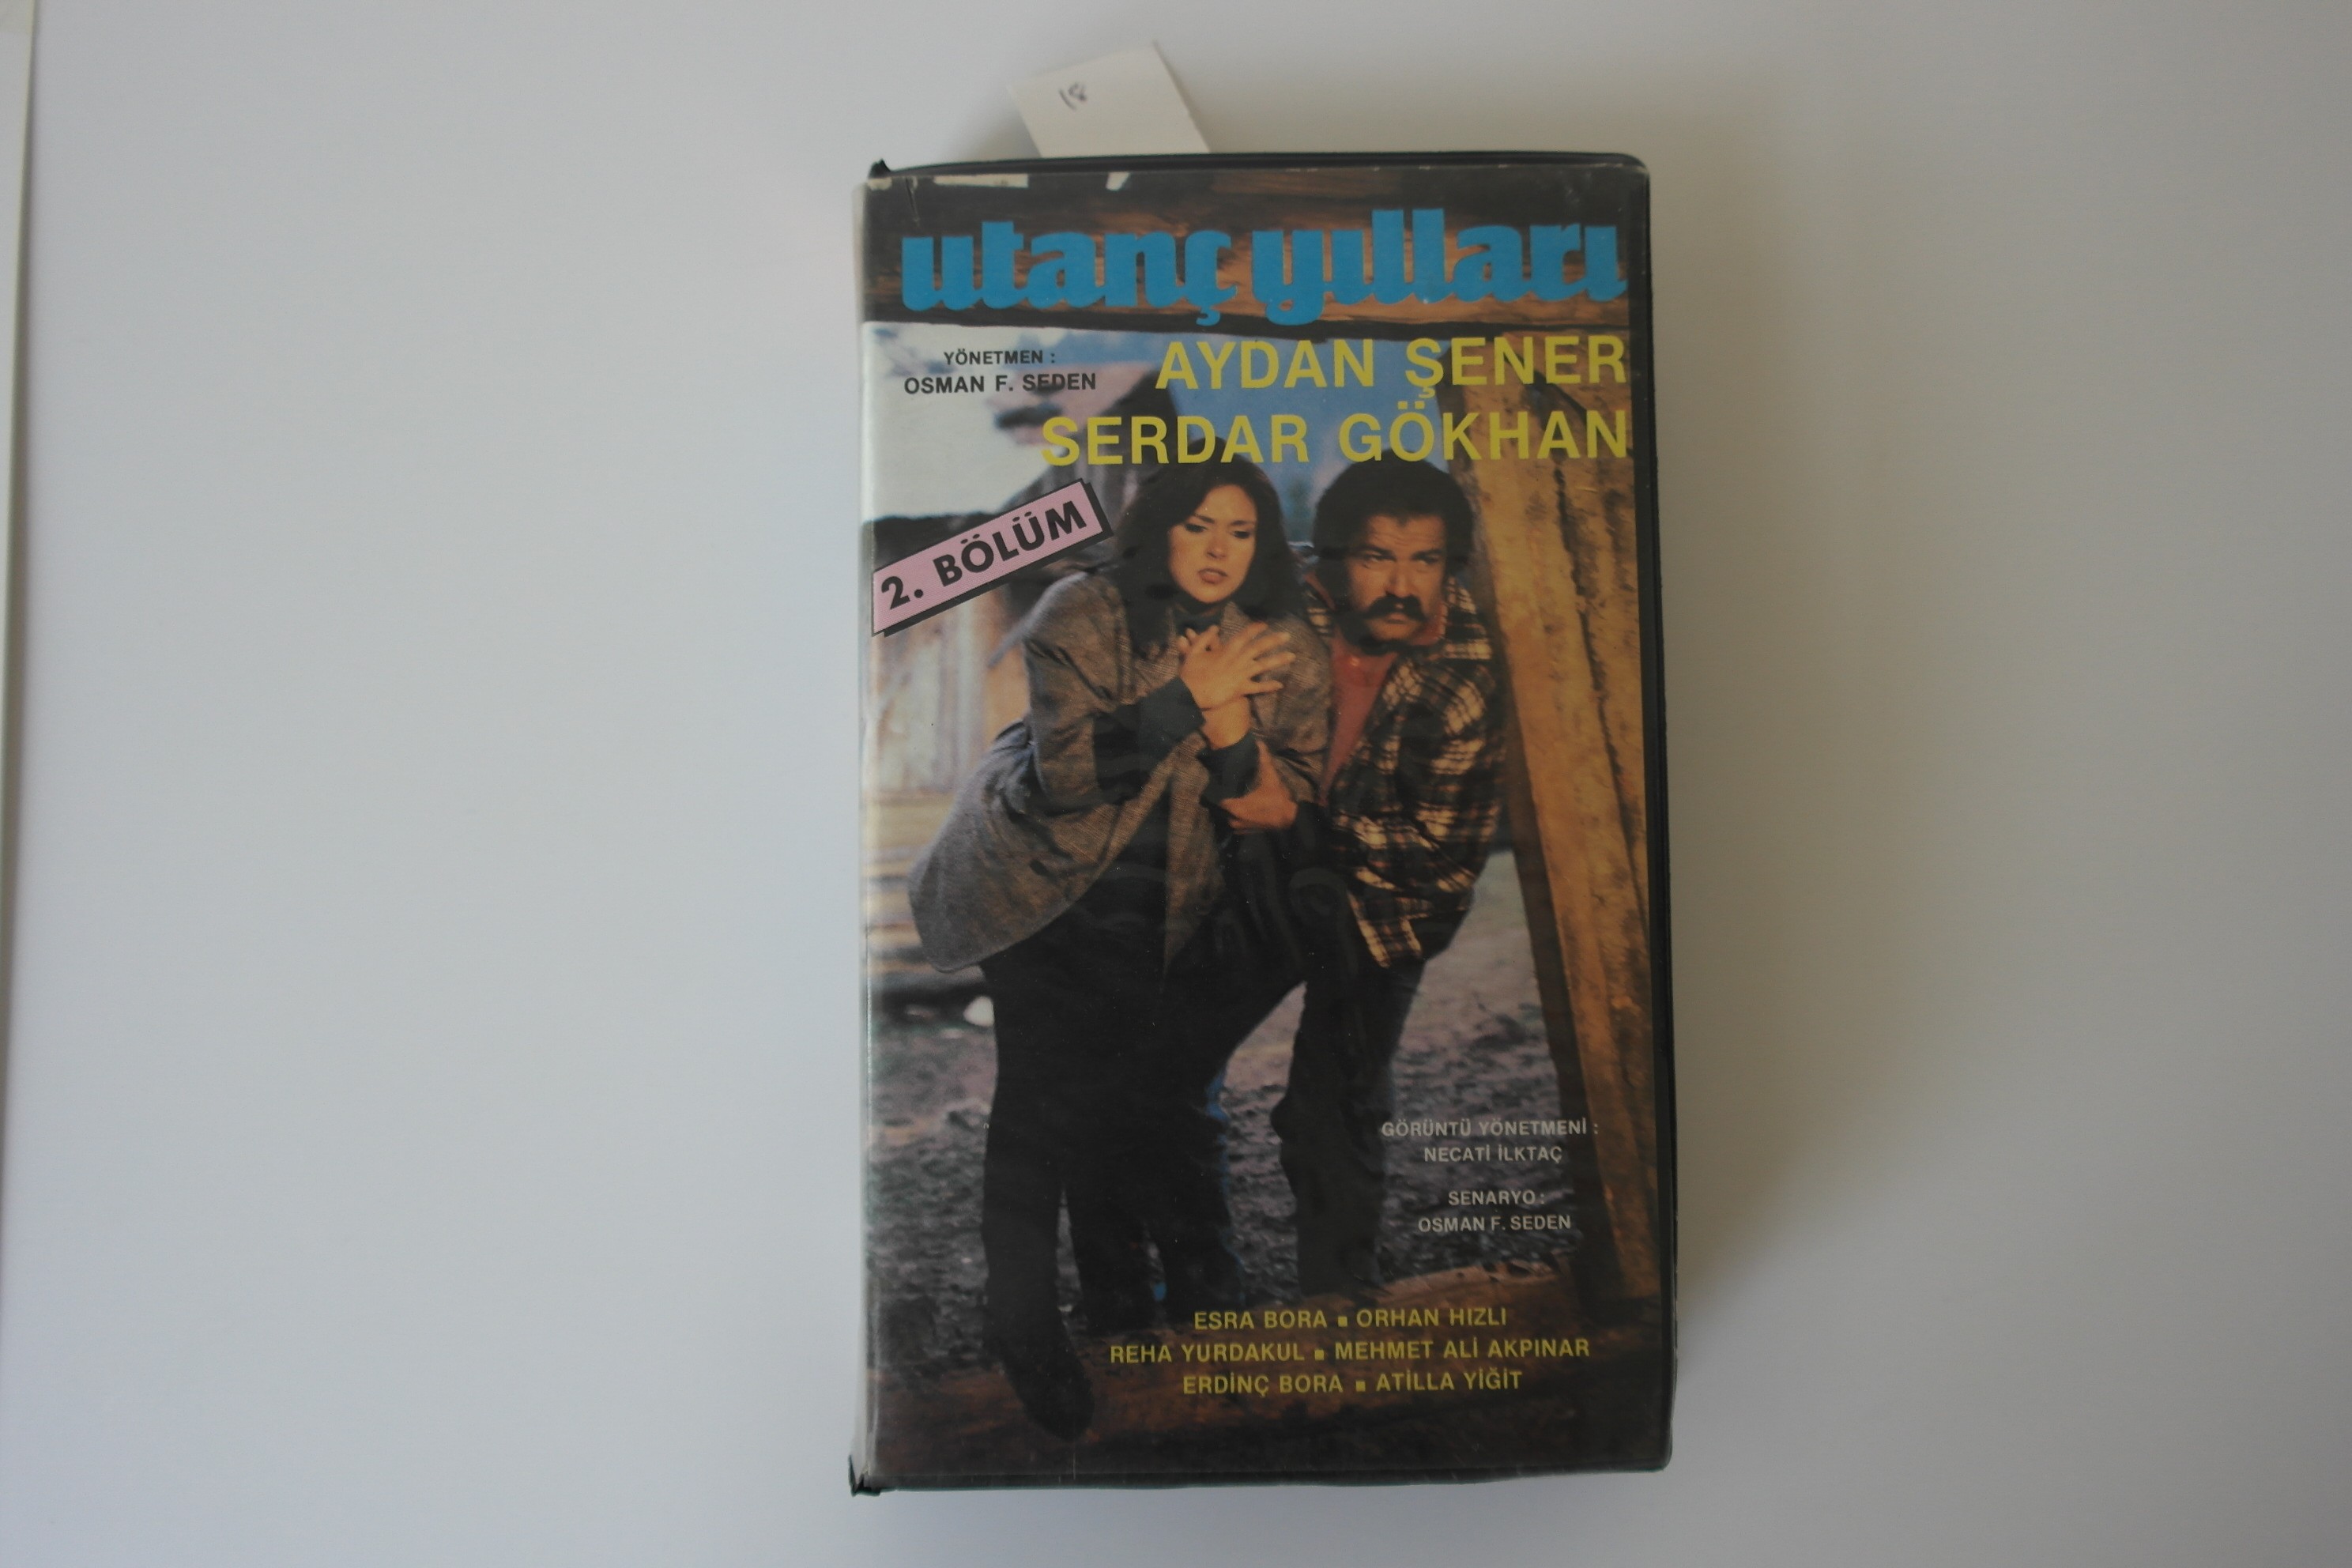 18
utanç yılları
YÖNETMEN :
OSMAN F. SEDEN
AYDAN ŞENER
SERDAR GÖKHAN
2. BÖLÜM
GÖRÜNTÜ YÖNETMENİ :
NECATİ İLKTAÇ
SENARYO :
OSMAN F. SEDEN
ESRA BORA ▪ ORHAN HIZLI
REHA YURDAKUL ▪ MEHMET ALİ AKPINAR
ERDİNÇ BORA ▪ ATİLLA YİĞİT